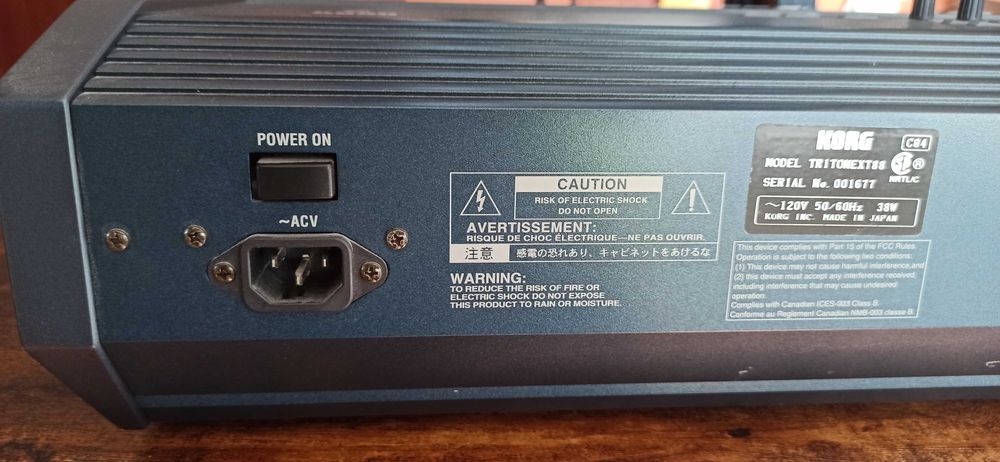 POWER ON
~ACV
CAUTION
RISK OF ELECTRIC SHOCK
DO NOT OPEN
AVERTISSEMENT:
RISQUE DE CHOC ÉLECTRIQUE—NE PAS OUVRIR.
注意 感電の恐れあり、キャビネットをあけるな
WARNING:
TO REDUCE THE RISK OF FIRE OR
ELECTRIC SHOCK DO NOT EXPOSE
THIS PRODUCT TO RAIN OR MOISTURE.
KORG C64
MODEL TRITONEXT88
SERIAL No. 001677
NRTL/C
~120V 50/60Hz 38W
KORG INC. MADE IN JAPAN
This device complies with Part 15 of the FCC Rules.
Operation is subject to the following two conditions:
(1) This device may not cause harmful interference,and
(2) this device must accept any interference received,
including interference that may cause undesired
operation.
Complies with Canadian ICES-003 Class B.
Conforme au Reglement Canadien NMB-003 classe B.